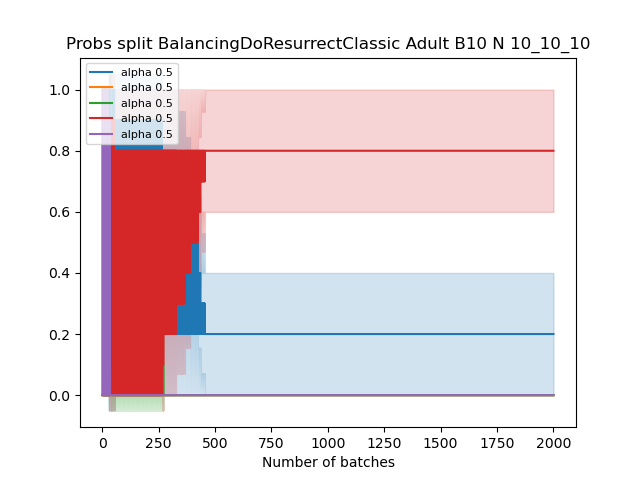 Probs split BalancingDoResurrectClassic Adult B10 N 10_10_10
alpha 0.5
alpha 0.5
alpha 0.5
alpha 0.5
alpha 0.5
1.0
0.8
0.6
0.4
0.2
0.0
0 250 500 750 1000 1250 1500 1750 2000
Number of batches